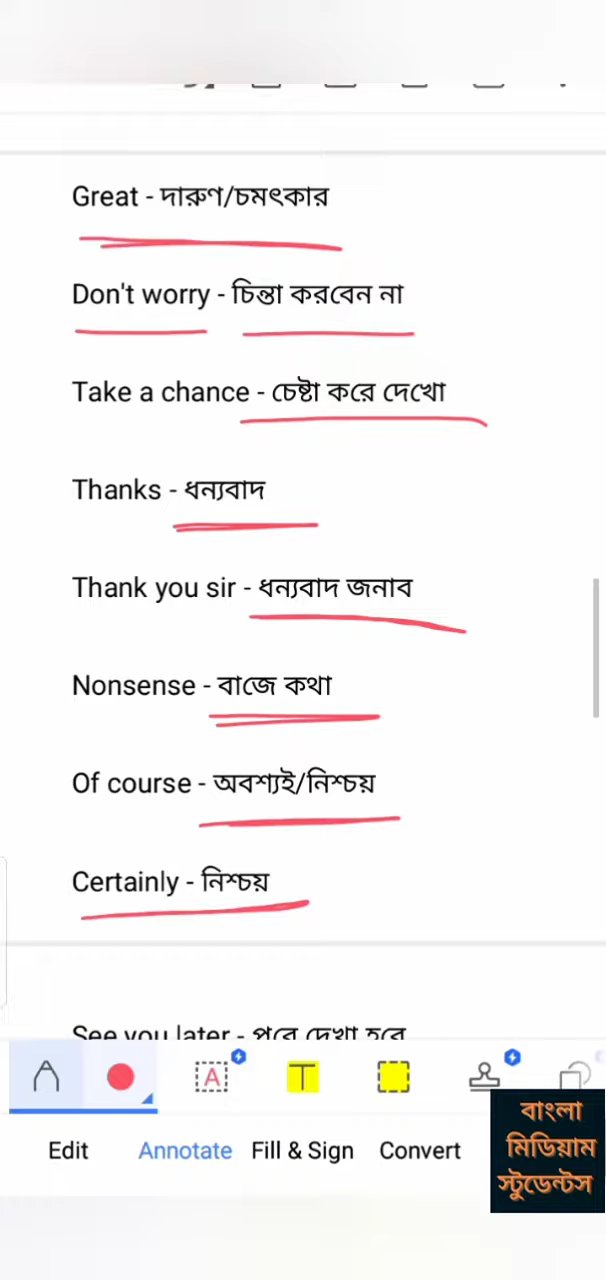 Great - দারুণ/চমৎকার
Don't worry - চিন্তা করবেন না
Take a chance - চেষ্টা করে দেখো
Thanks - ধন্যবাদ
Thank you sir - ধন্যবাদ জনাব
Nonsense - বাজে কথা
Of course - অবশ্যই/নিশ্চয়
Certainly - নিশ্চয়
See you later - পরে দেখা হবে
A T
Edit Annotate Fill & Sign Convert
বাংলা
মিডিয়াম
স্টুডেন্টস